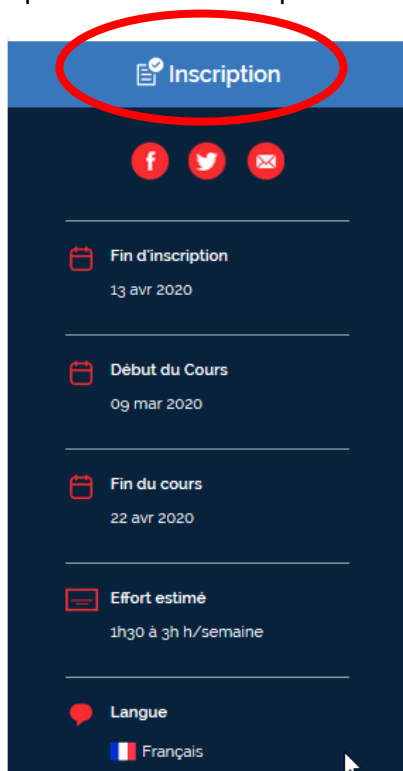 Inscription
Fin d'inscription
13 avr 2020
Début du Cours
09 mar 2020
Fin du cours
22 avr 2020
Effort estimé
1h30 à 3h h/semaine
Langue
Français